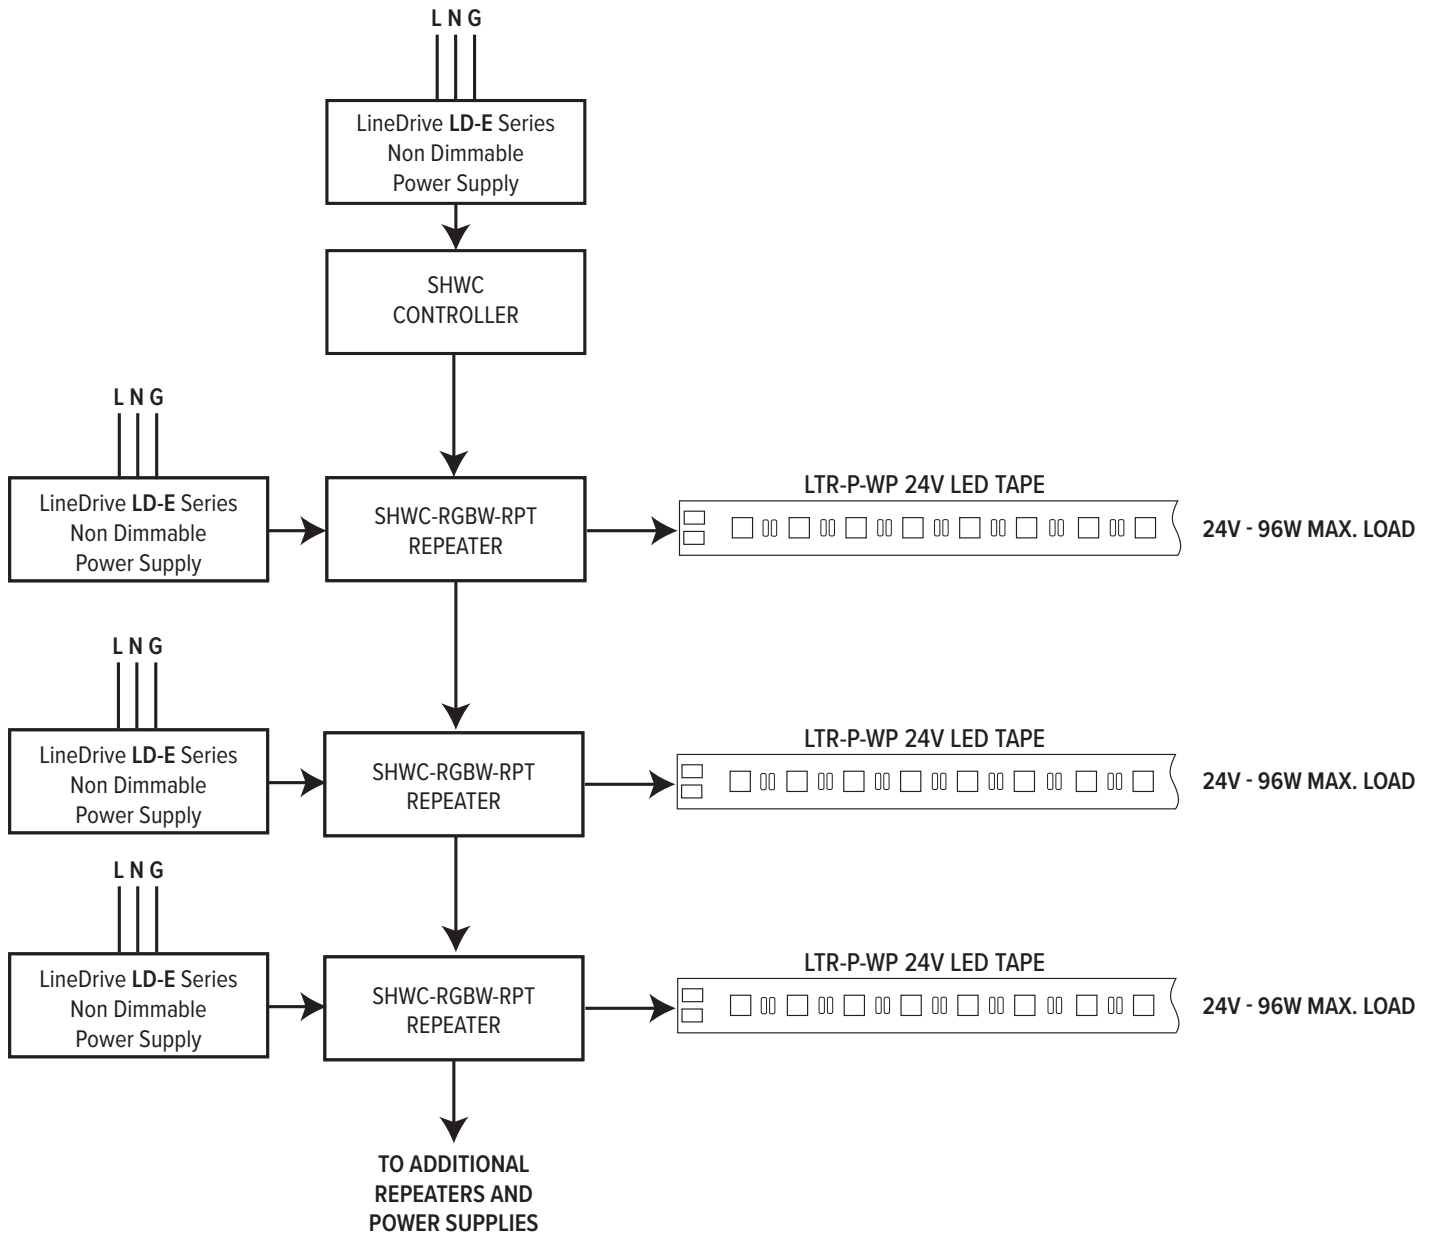 L N G
LineDrive LD-E Series
Non Dimmable
Power Supply
SHWC
CONTROLLER
L N G
LineDrive LD-E Series
Non Dimmable
Power Supply
SHWC-RGBW-RPT
REPEATER
LTR-P-WP 24V LED TAPE
24V - 96W MAX. LOAD
L N G
LineDrive LD-E Series
Non Dimmable
Power Supply
SHWC-RGBW-RPT
REPEATER
LTR-P-WP 24V LED TAPE
24V - 96W MAX. LOAD
L N G
LineDrive LD-E Series
Non Dimmable
Power Supply
SHWC-RGBW-RPT
REPEATER
LTR-P-WP 24V LED TAPE
24V - 96W MAX. LOAD
TO ADDITIONAL
REPEATERS AND
POWER SUPPLIES